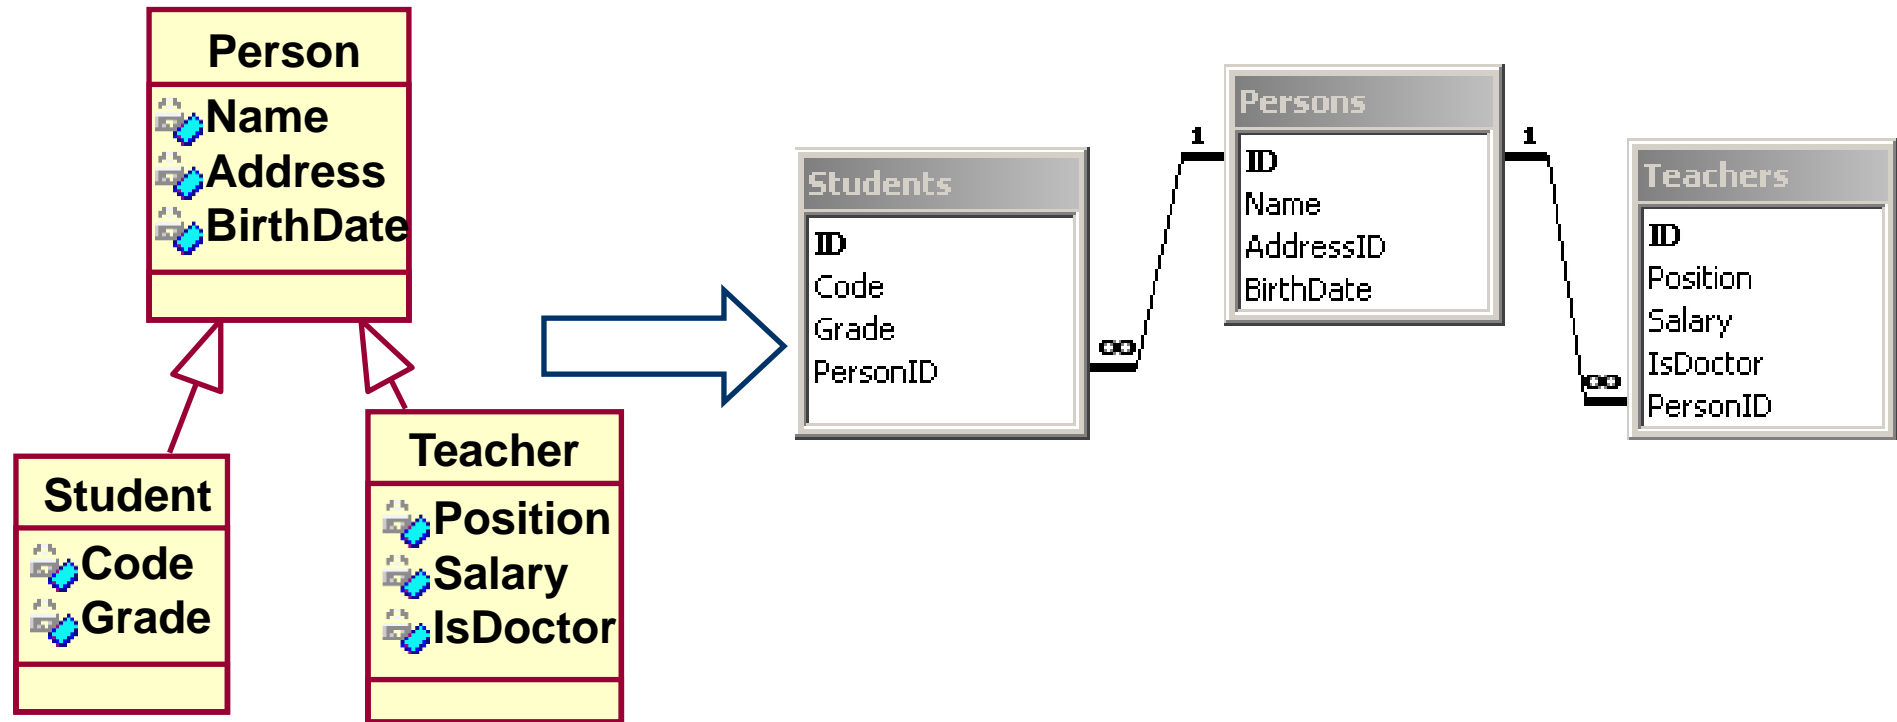 Person
Name
Address
BirthDate
Student
Code
Grade
Teacher
Position
Salary
IsDoctor
Students
ID
Code
Grade
PersonID
∞
1
Persons
ID
Name
AddressID
BirthDate
1
∞
Teachers
ID
Position
Salary
IsDoctor
PersonID